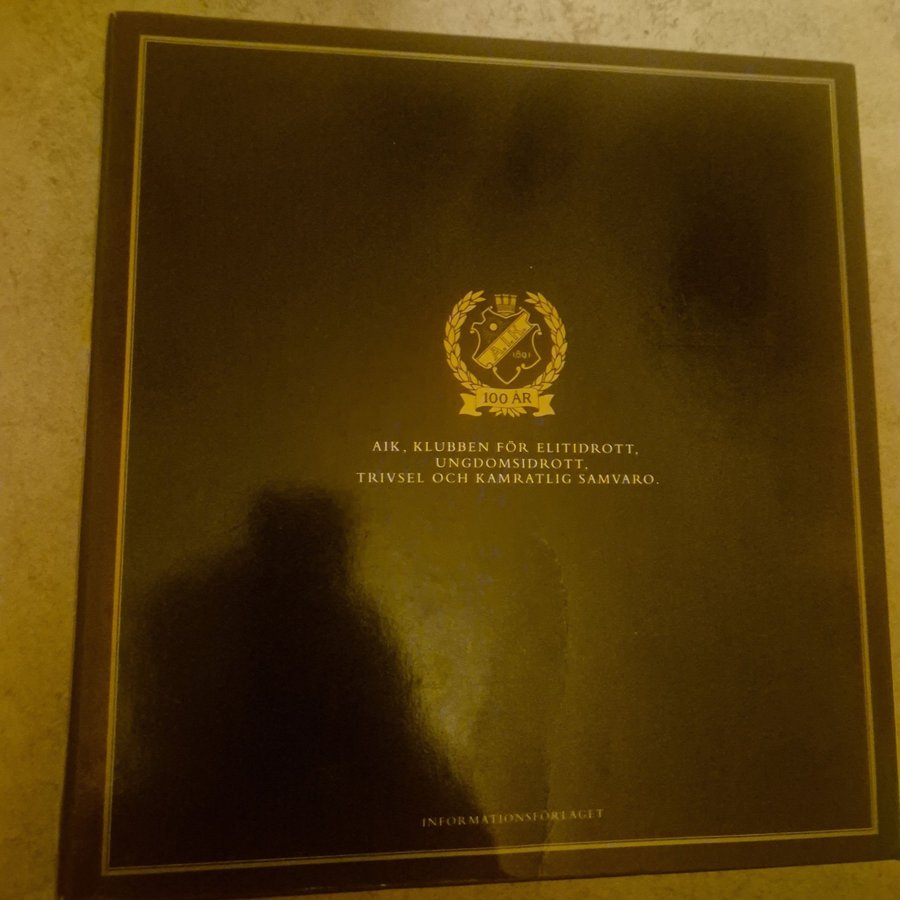 AIK
1891
100 ÅR
AIK, KLUBBEN FÖR ELITIDROTT,
UNGDOMSIDROTT,
TRIVSEL OCH KAMRATLIG SAMVARO.
INFORMATIONSFÖRLAGET